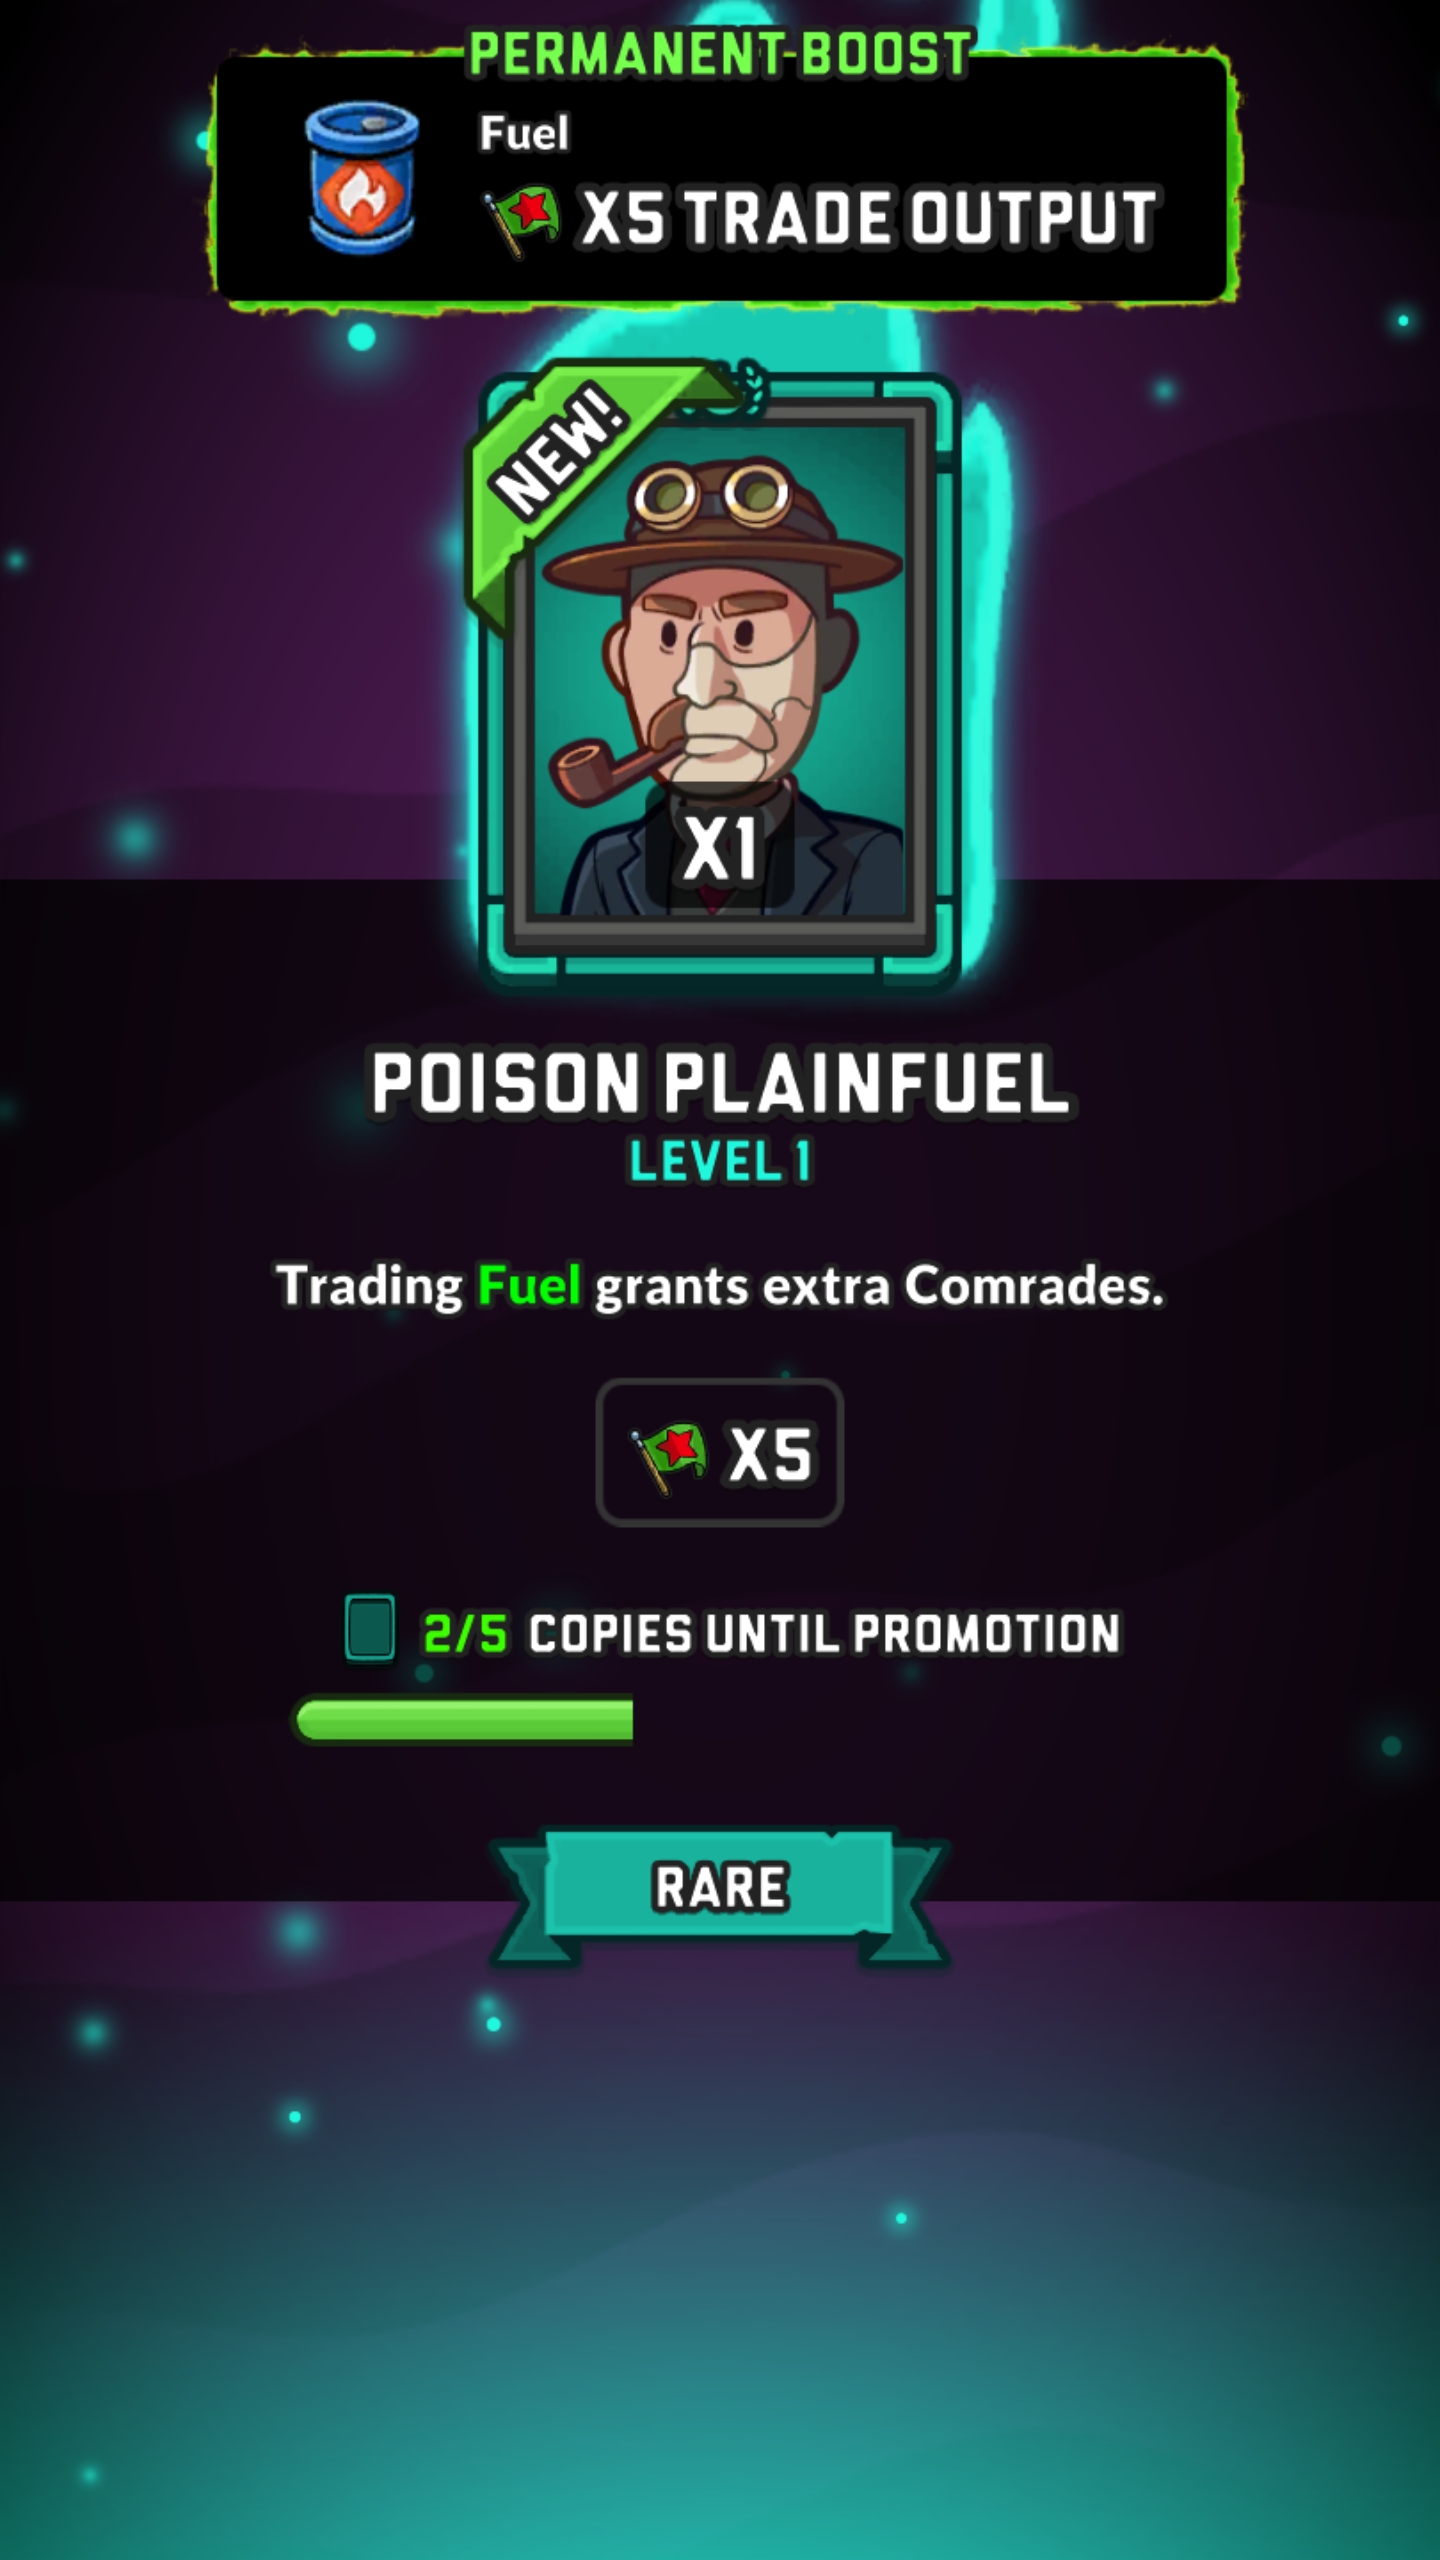 PERMANENT BOOST
Fuel
X5 TRADE OUTPUT
NEW!
X1
POISON PLAINFUEL
LEVEL 1
Trading Fuel grants extra Comrades.
X5
2/5 COPIES UNTIL PROMOTION
RARE